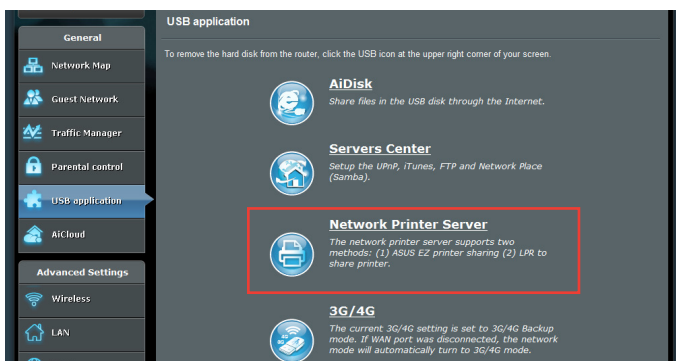 General
Network Map
Guest Network
Traffic Manager
Parental control
USB application
AiCloud
Advanced Settings
Wireless
LAN
USB application
To remove the hard disk from the router, click the USB icon at the upper right corner of your screen.
AiDisk
Share files in the USB disk through the Internet.
Servers Center
Setup the UPnP, iTunes, FTP and Network Place
(Samba).
Network Printer Server
The network printer server supports two
methods: (1) ASUS EZ printer sharing (2) LPR to
share printer.
3G/4G
The current 3G/4G setting is set to 3G/4G Backup
mode. If WAN port was disconnected, the network
mode will automatically turn to 3G/4G mode.